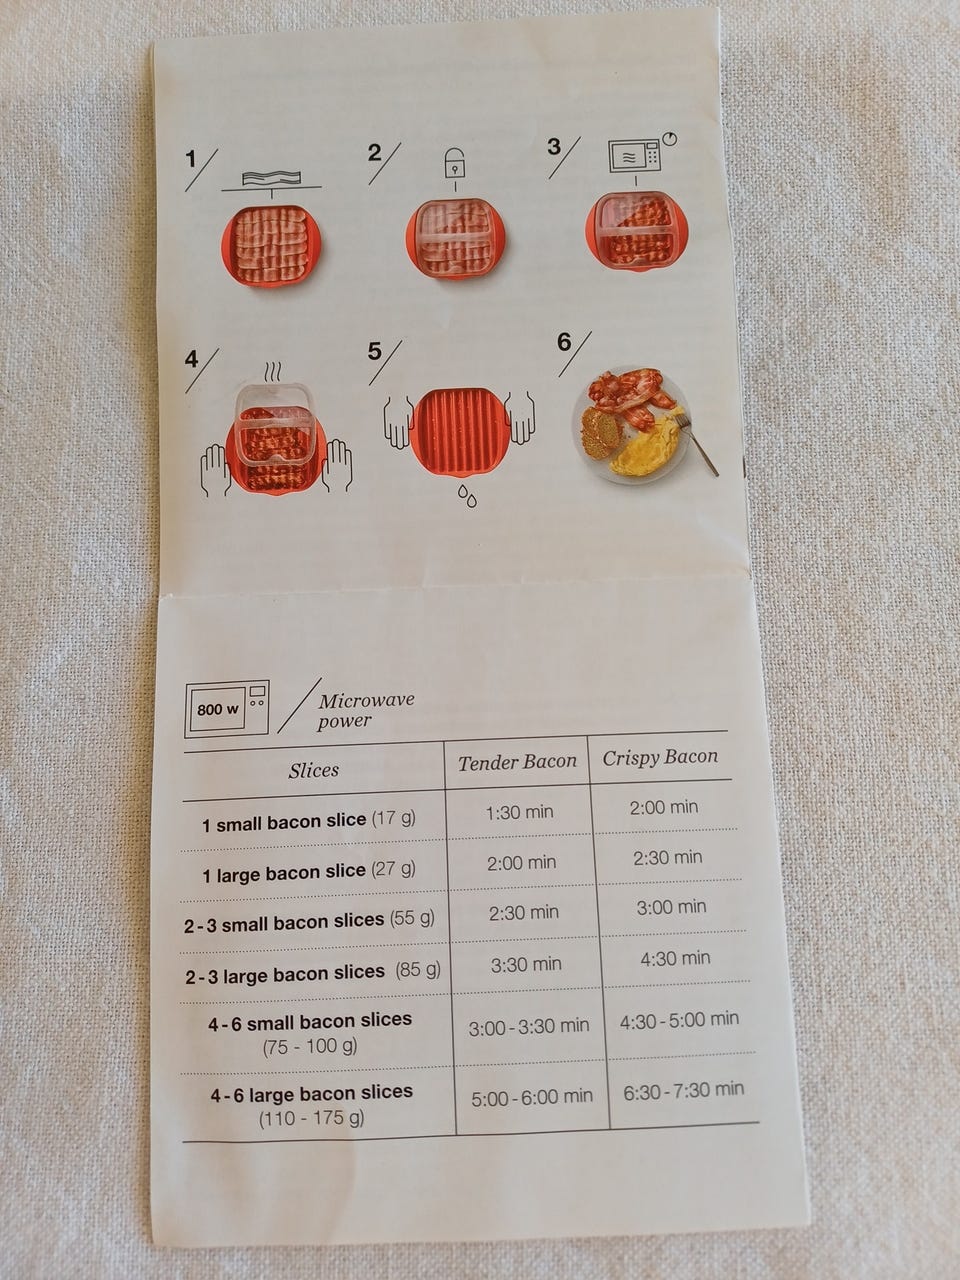 1/
2/
3/
4/
5/
6/
800 w / Microwave
power
Slices Tender Bacon Crispy Bacon
1 small bacon slice (17 g) 1:30 min 2:00 min
1 large bacon slice (27 g) 2:00 min 2:30 min
2-3 small bacon slices (55 g) 2:30 min 3:00 min
2-3 large bacon slices (85 g) 3:30 min 4:30 min
4-6 small bacon slices
(75 - 100 g) 3:00-3:30 min 4:30-5:00 min
4-6 large bacon slices
(110 - 175 g) 5:00-6:00 min 6:30-7:30 min